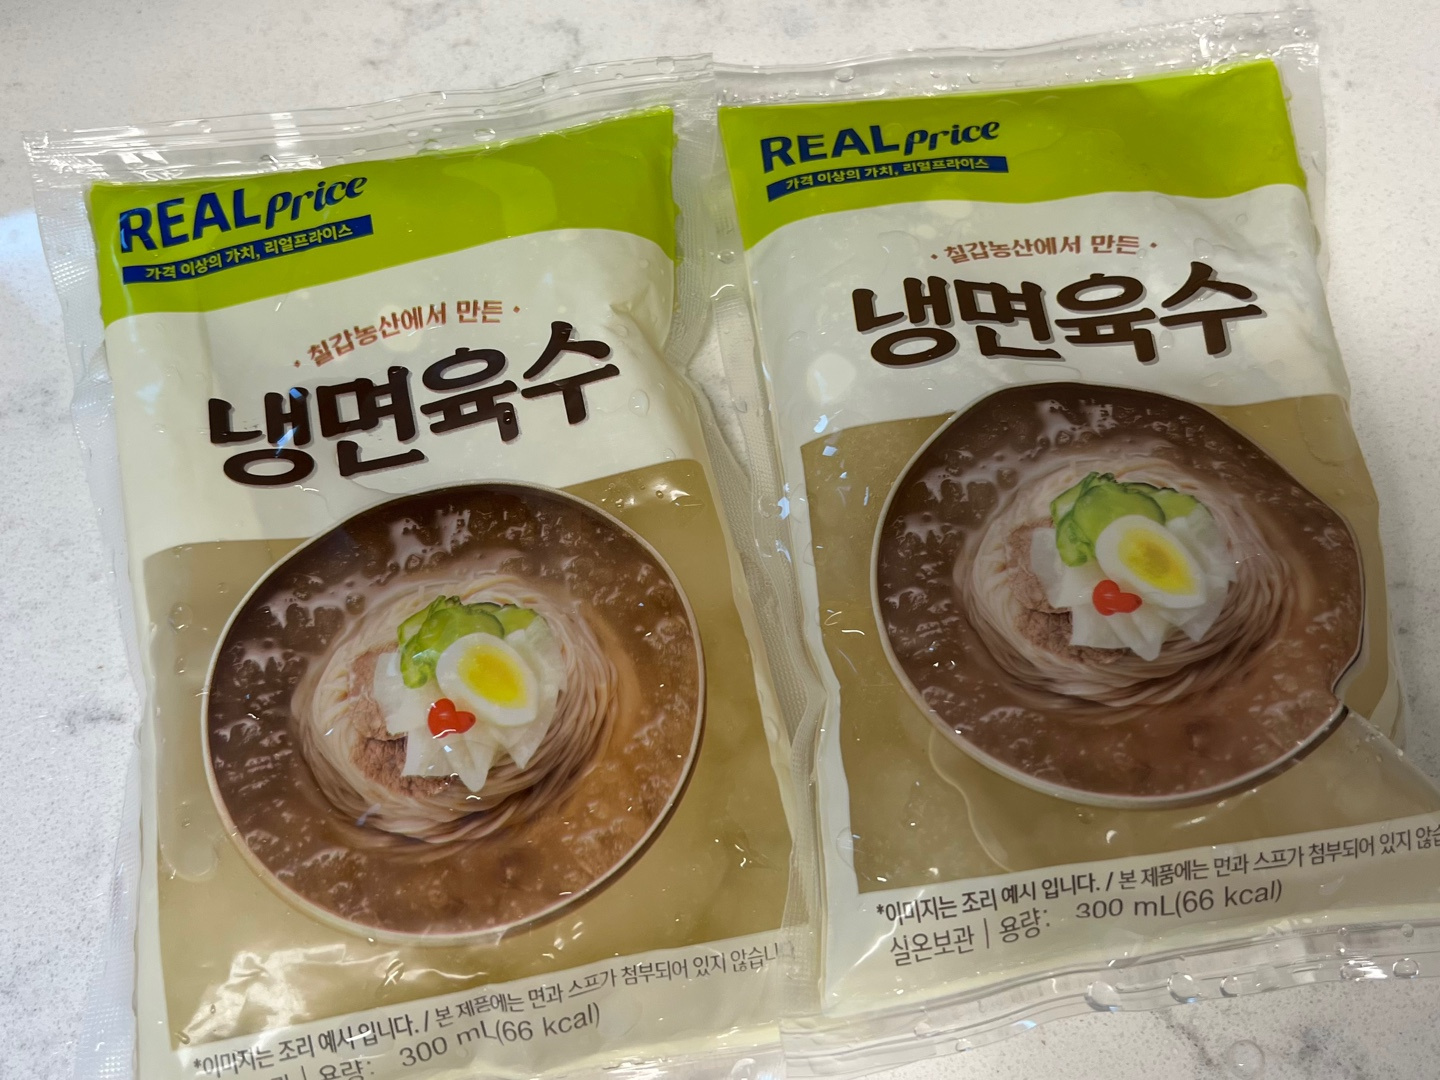 REAL Price
가격 이상의 가치, 리얼프라이스
· 칠갑농산에서 만든 ·
냉면육수
*이미지는 조리 예시 입니다. / 본 제품에는 면과 스프가 첨부되어 있지 않습니
용량: 300 mL(66 kcal)
REAL Price
가격 이상의 가치, 리얼프라이스
· 칠갑농산에서 만든 ·
냉면육수
*이미지는 조리 예시 입니다. / 본 제품에는 면과 스프가 첨부되어 있지 않습
실온보관 | 용량: 300 mL(66 kcal)